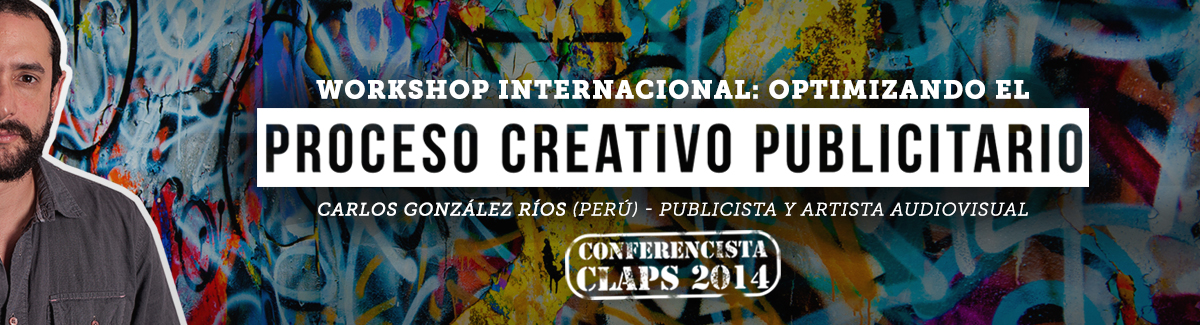 WORKSHOP INTERNACIONAL: OPTIMIZANDO EL
PROCESO CREATIVO PUBLICITARIO
CARLOS GONZÁLEZ RÍOS (PERÚ) - PUBLICISTA Y ARTISTA AUDIOVISUAL
CONFERENCISTA
CLAPS 2014